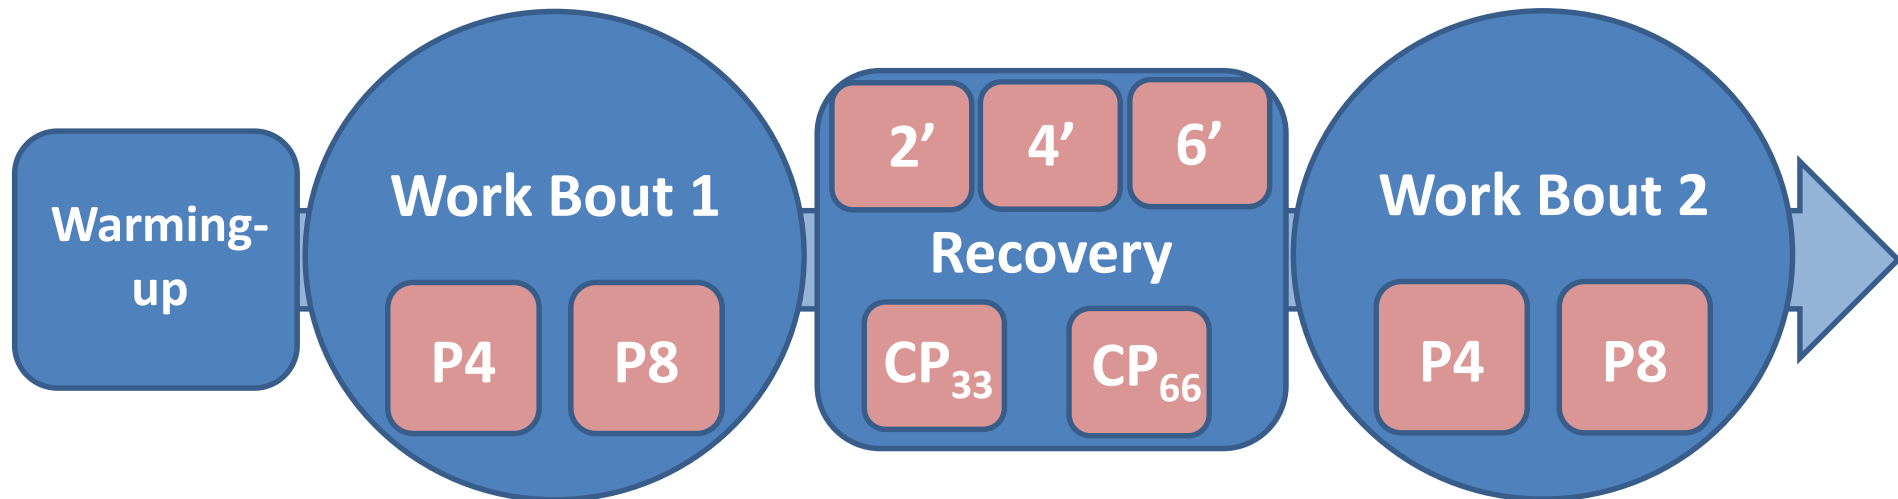 Warming-
up
Work Bout 1
P4 P8
2’ 4’ 6’
Recovery
CP₃₃ CP₆₆
Work Bout 2
P4 P8